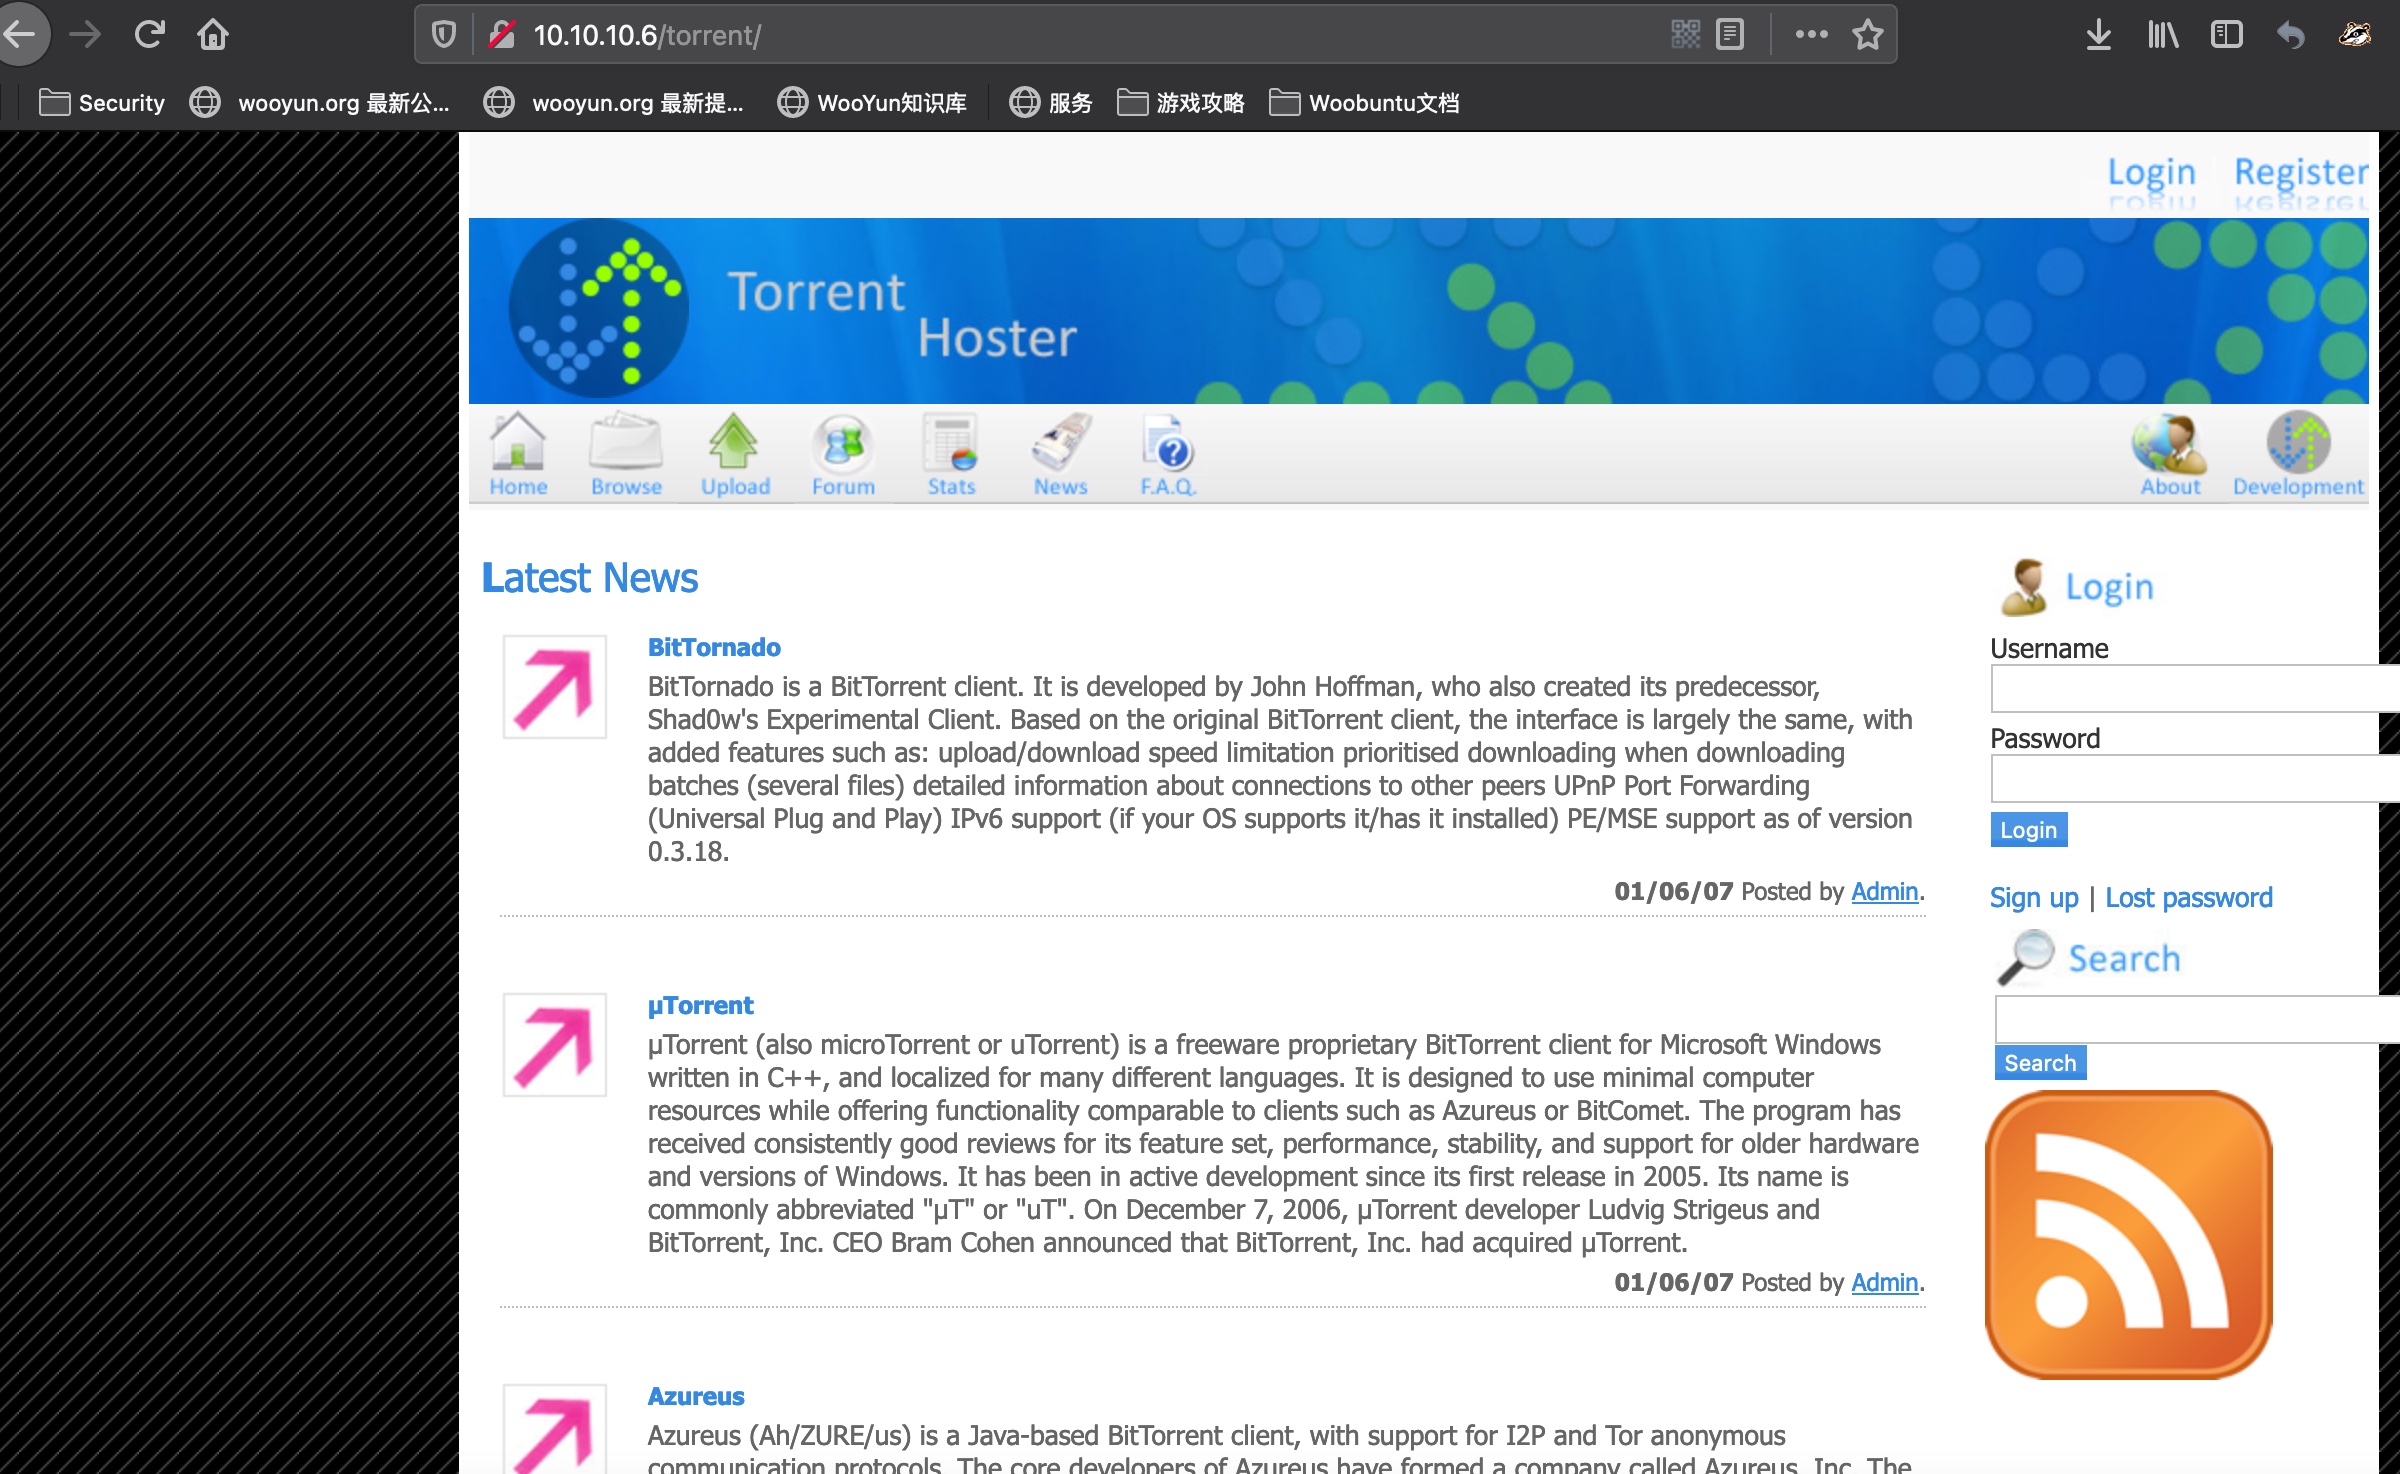 10.10.10.6/torrent/
Security wooyun.org 最新公... wooyun.org 最新提... WooYun知识库 服务 游戏攻略 Woobuntu文档
Login Register
Torrent
Hoster
Home Browse Upload Forum Stats News F.A.Q. About Development
Latest News
BitTornado
BitTornado is a BitTorrent client. It is developed by John Hoffman, who also created its predecessor,
Shad0w's Experimental Client. Based on the original BitTorrent client, the interface is largely the same, with
added features such as: upload/download speed limitation prioritised downloading when downloading
batches (several files) detailed information about connections to other peers UPnP Port Forwarding
(Universal Plug and Play) IPv6 support (if your OS supports it/has it installed) PE/MSE support as of version
0.3.18.
01/06/07 Posted by Admin.
µTorrent
µTorrent (also microTorrent or uTorrent) is a freeware proprietary BitTorrent client for Microsoft Windows
written in C++, and localized for many different languages. It is designed to use minimal computer
resources while offering functionality comparable to clients such as Azureus or BitComet. The program has
received consistently good reviews for its feature set, performance, stability, and support for older hardware
and versions of Windows. It has been in active development since its first release in 2005. Its name is
commonly abbreviated "µT" or "uT". On December 7, 2006, µTorrent developer Ludvig Strigeus and
BitTorrent, Inc. CEO Bram Cohen announced that BitTorrent, Inc. had acquired µTorrent.
01/06/07 Posted by Admin.
Azureus
Azureus (Ah/ZURE/us) is a Java-based BitTorrent client, with support for I2P and Tor anonymous
communication protocols. The core developers of Azureus have formed a company called Azureus, Inc. The
Login
Username
Password
Login
Sign up | Lost password
Search
Search